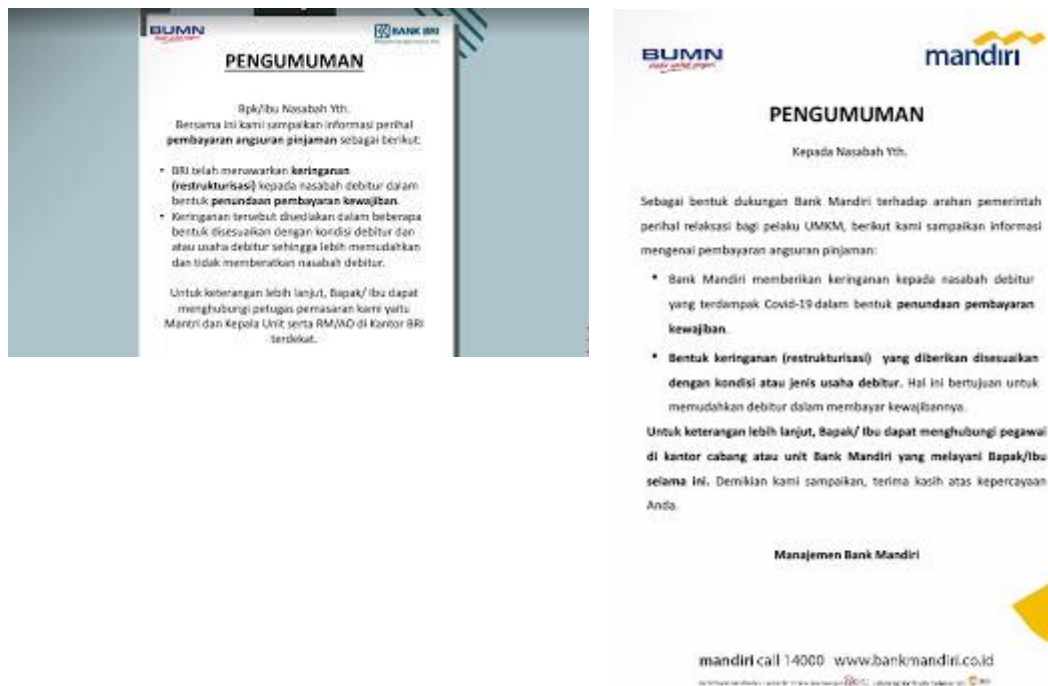 BUMN
BANK BRI
PENGUMUMAN
Bpk/Ibu Nasabah Yth.
Bersama ini kami sampaikan informasi perihal
pembayaran angsuran pinjaman sebagai berikut:
• BRI telah menawarkan keringanan
(restrukturisasi) kepada nasabah debitur dalam
bentuk penundaan pembayaran kewajiban.
• Keringanan tersebut disediakan dalam beberapa
bentuk disesuaikan dengan kondisi debitur dan
atau usaha debitur sehingga lebih memudahkan
dan tidak memberatkan nasabah debitur.
Untuk keterangan lebih lanjut, Bapak/ Ibu dapat
menghubungi petugas pemasaran kami yaitu
Mantri dan Kepala Unit serta RM/AO di Kantor BRI
terdekat.
BUMN
mandiri
PENGUMUMAN
Kepada Nasabah Yth.
Sebagai bentuk dukungan Bank Mandiri terhadap arahan pemerintah
perihal relaksasi bagi pelaku UMKM, berikut kami sampaikan informasi
mengenai pembayaran angsuran pinjaman:
• Bank Mandiri memberikan keringanan kepada nasabah debitur
yang terdampak Covid-19 dalam bentuk penundaan pembayaran
kewajiban.
• Bentuk keringanan (restrukturisasi) yang diberikan disesuaikan
dengan kondisi atau jenis usaha debitur. Hal ini bertujuan untuk
memudahkan debitur dalam membayar kewajibannya.
Untuk keterangan lebih lanjut, Bapak/ Ibu dapat menghubungi pegawai
di kantor cabang atau unit Bank Mandiri yang melayani Bapak/Ibu
selama ini. Demikian kami sampaikan, terima kasih atas kepercayaan
Anda.
Manajemen Bank Mandiri
mandiri call 14000 www.bankmandiri.co.id